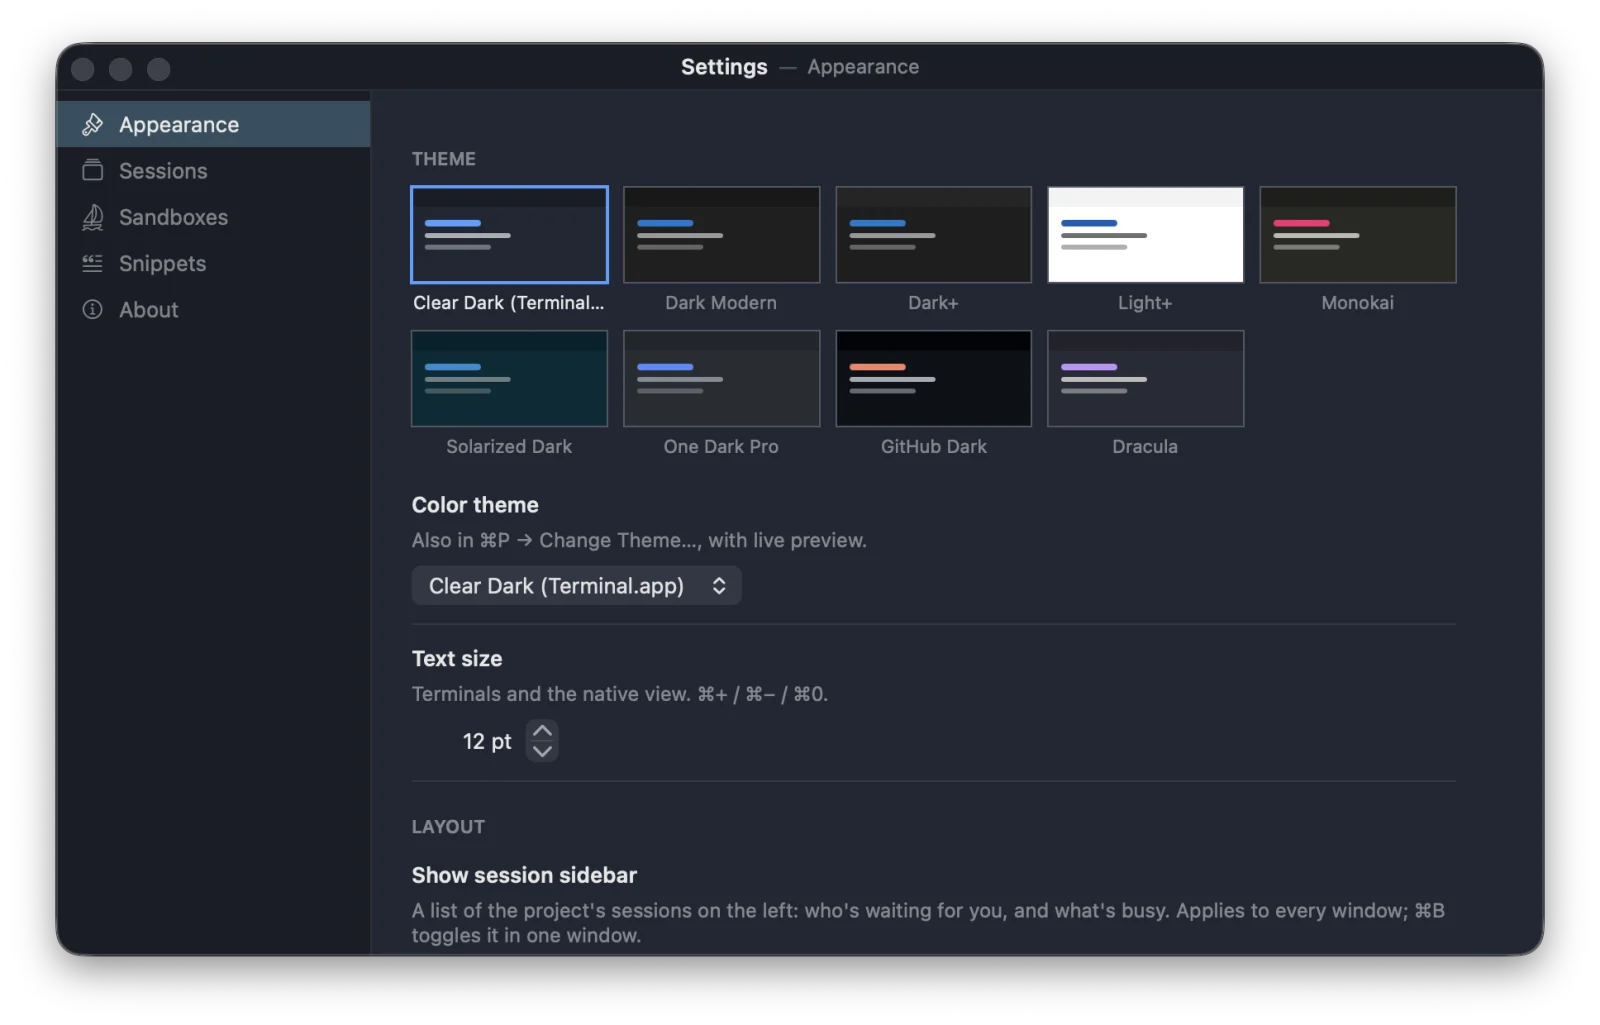 Settings — Appearance
Appearance
Sessions
Sandboxes
Snippets
About
THEME
Clear Dark (Terminal...
Dark Modern
Dark+
Light+
Monokai
Solarized Dark
One Dark Pro
GitHub Dark
Dracula
Color theme
Also in ⌘P → Change Theme..., with live preview.
Clear Dark (Terminal.app)
Text size
Terminals and the native view. ⌘+ / ⌘− / ⌘0.
12 pt
LAYOUT
Show session sidebar
A list of the project's sessions on the left: who's waiting for you, and what's busy. Applies to every window; ⌘B
toggles it in one window.